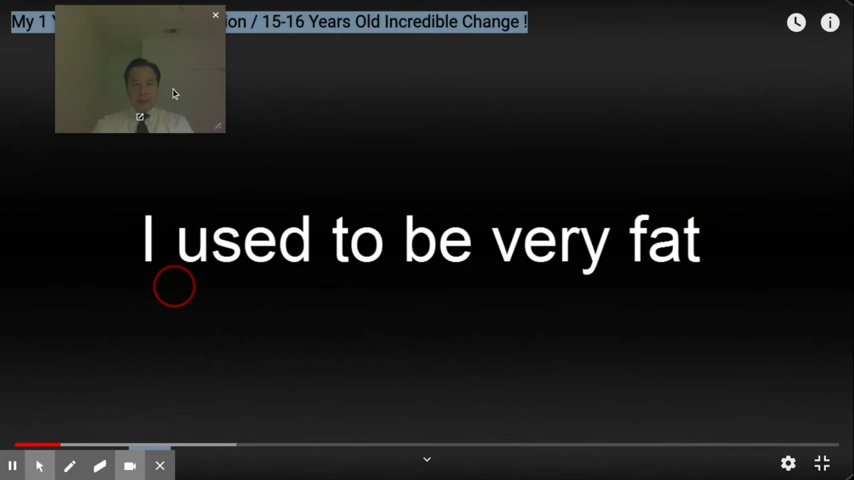 My 1 Y ion / 15-16 Years Old Incredible Change !
I used to be very fat